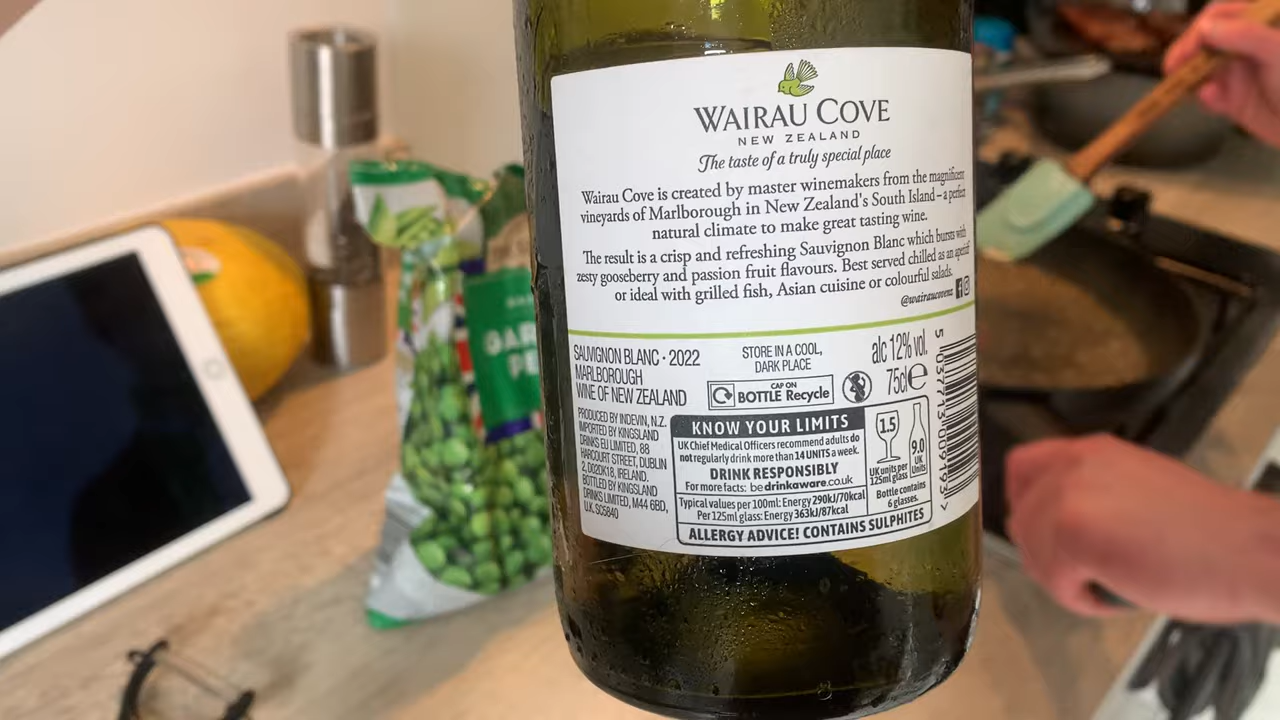 WAIRAU COVE
NEW ZEALAND
The taste of a truly special place
Wairau Cove is created by master winemakers from the magnificent
vineyards of Marlborough in New Zealand's South Island – a perfect
natural climate to make great tasting wine.
The result is a crisp and refreshing Sauvignon Blanc which bursts with
zesty gooseberry and passion fruit flavours. Best served chilled as an aperitif
or ideal with grilled fish, Asian cuisine or colourful salads.
@wairaucovenz
SAUVIGNON BLANC · 2022
MARLBOROUGH
WINE OF NEW ZEALAND
STORE IN A COOL,
DARK PLACE
CAP ON
BOTTLE Recycle
alc 12% vol.
75cl e
PRODUCED BY INDEVIN, N.Z.
IMPORTED BY KINGSLAND
DRINKS EU LIMITED, 88
HARCOURT STREET, DUBLIN
2, D02DK18, IRELAND.
BOTTLED BY KINGSLAND
DRINKS LIMITED, M44 6BD,
U.K. SC5840
KNOW YOUR LIMITS
UK Chief Medical Officers recommend adults do
not regularly drink more than 14 UNITS a week.
DRINK RESPONSIBLY
For more facts: bedrinkaware.co.uk
Typical values per 100ml: Energy 290kJ/70kcal
Per 125ml glass: Energy 363kJ/87kcal
ALLERGY ADVICE! CONTAINS SULPHITES
1.5
UK units per
125ml glass
9.0
UK
Units
Bottle contains
6 glasses.
5 037713 009193 >
GAR
PE